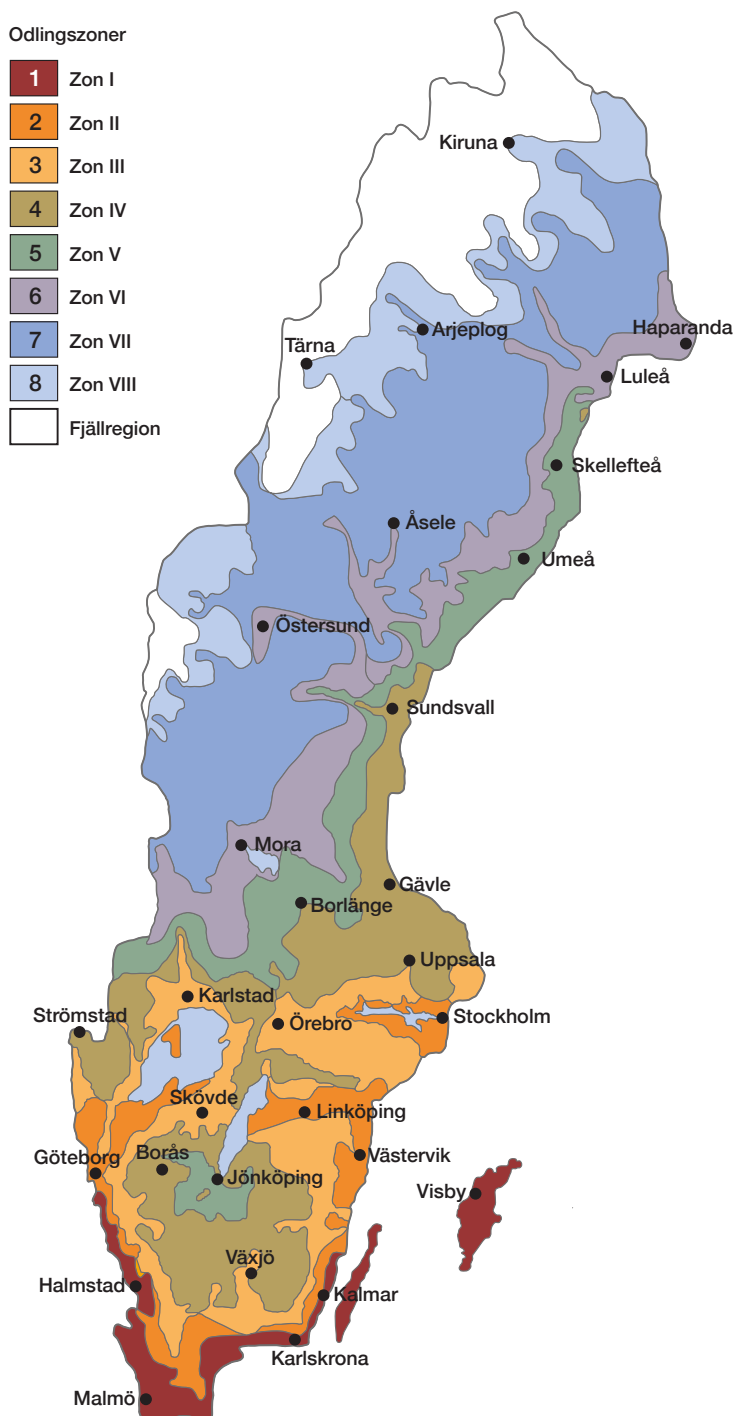 Odlingszoner
1 Zon I
2 Zon II
3 Zon III
4 Zon IV
5 Zon V
6 Zon VI
7 Zon VII
8 Zon VIII
Fjällregion
Kiruna
Arjeplog
Haparanda
Tärna
Luleå
Skellefteå
Åsele
Umeå
Östersund
Sundsvall
Mora
Gävle
Borlänge
Uppsala
Karlstad
Strömstad
Örebro
Stockholm
Skövde
Linköping
Göteborg
Borås
Västervik
Jönköping
Visby
Växjö
Halmstad
Kalmar
Karlskrona
Malmö